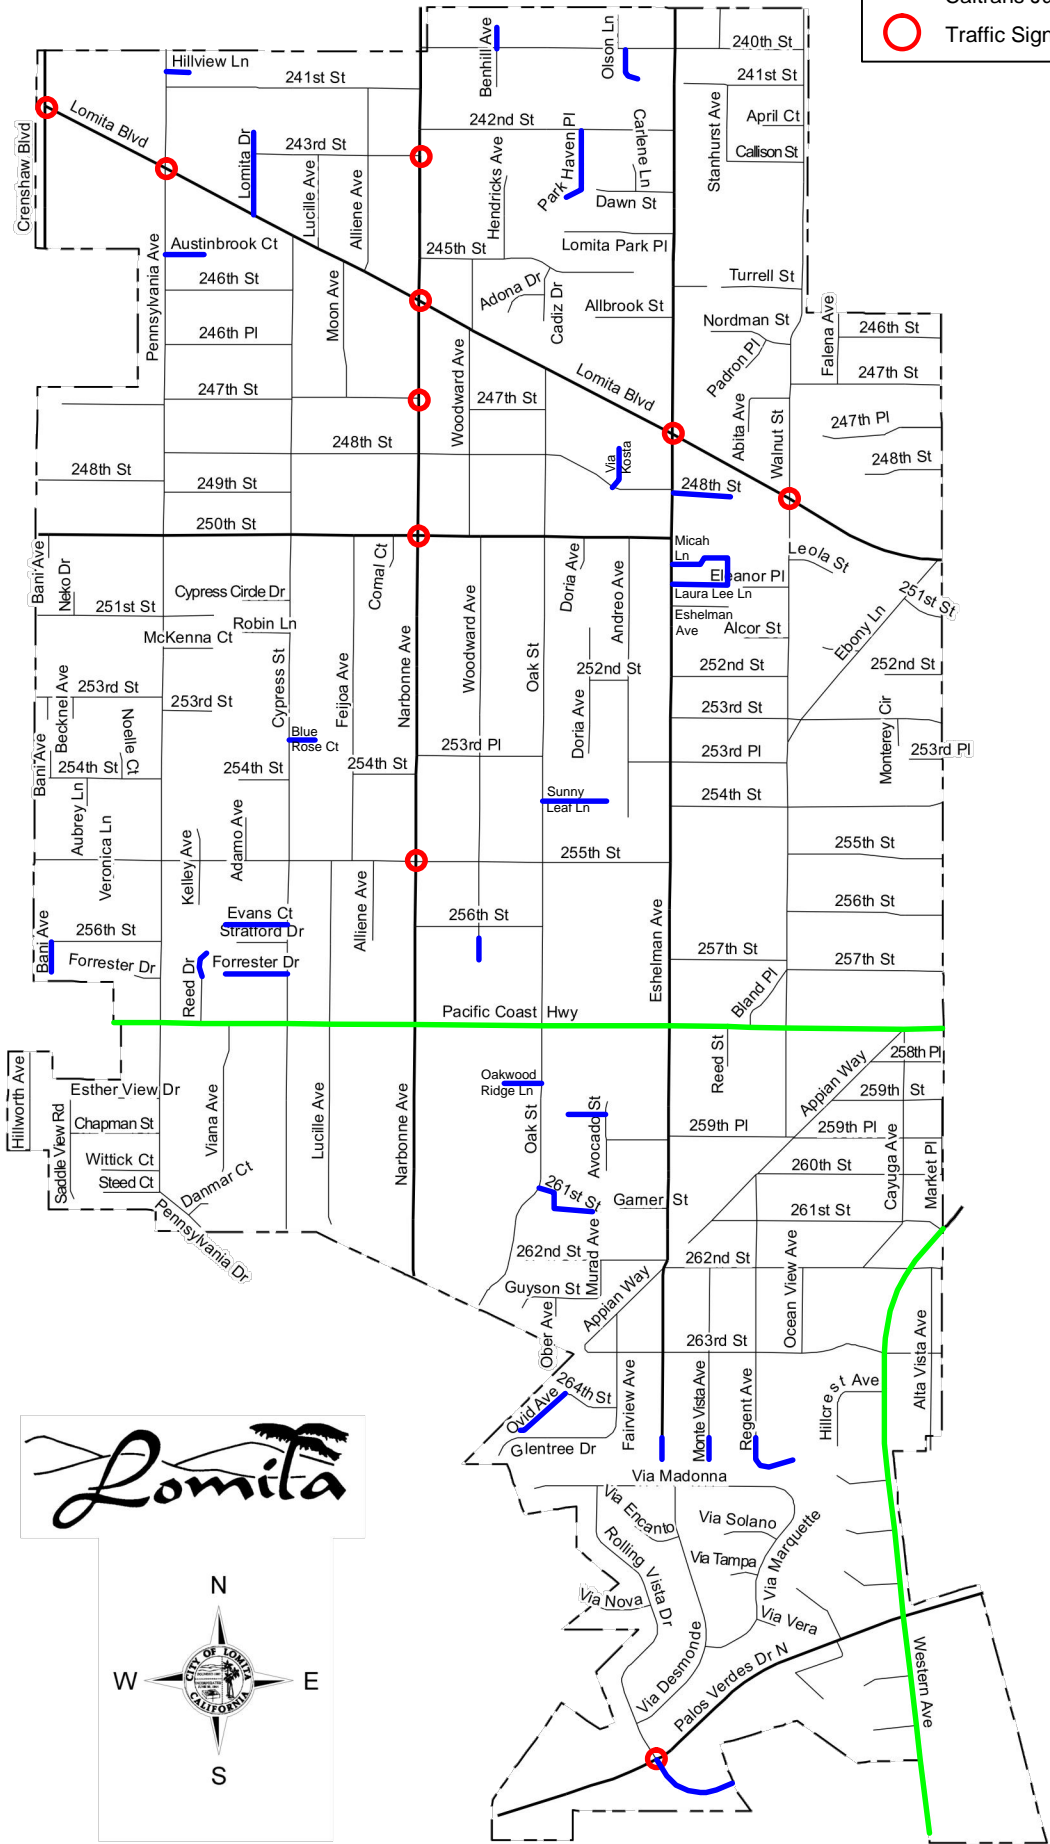 Traffic Sign
240th St
Benhill Ave
Olson Ln
Hillview Ln
241st St
241st St
Lomita Blvd
Crenshaw Blvd
Stanhurst Ave
April Ct
242nd St
Park Haven Pl
Carlene Ln
Callison St
Lomita Dr
243rd St
Lucille Ave
Alliene Ave
Hendricks Ave
Dawn St
Austinbrook Ct
245th St
Lomita Park Pl
Pennsylvania Ave
246th St
Moon Ave
Adona Dr
Cadiz Dr
Allbrook St
Turrell St
Nordman St
Falena Ave
246th St
246th Pl
Woodward Ave
Padron Pl
247th St
Lomita Blvd
247th St
247th St
Abita Ave
Walnut St
247th Pl
248th St
Via
Kosta
248th St
248th St
249th St
248th St
250th St
Micah
Ln
Leola St
Bani Ave
Neko Dr
Comal Ct
Cypress Circle Dr
Doria Ave
Andreo Ave
Eleanor Pl
Laura Lee Ln
251st St
251st St
Robin Ln
McKenna Ct
Eshelman
Ave
Alcor St
Ebony Ln
Cypress St
Feijoa Ave
Narbonne Ave
Woodward Ave
Oak St
252nd St
252nd St
252nd St
253rd St
253rd St
Becknel Ave
Noelle Ct
Doria Ave
253rd St
Monterey Cir
Blue
Rose Ct
253rd Pl
253rd Pl
253rd Pl
Bani Ave
254th St
254th St
254th St
Sunny
Leaf Ln
254th St
Aubrey Ln
Veronica Ln
Kelley Ave
Adamo Ave
255th St
255th St
Alliene Ave
256th St
256th St
Evans Ct
Stratford Dr
Bani Ave
256th St
Forrester Dr
Reed Dr
Forrester Dr
Eshelman Ave
257th St
257th St
Bland Pl
Pacific Coast Hwy
Hillworth Ave
Esther View Dr
Saddle View Rd
Chapman St
Wittick Ct
Steed Ct
Viana Ave
Danmar Ct
Pennsylvania Dr
Lucille Ave
Narbonne Ave
Oakwood
Ridge Ln
Oak St
Avocado St
Reed St
Appian Way
258th Pl
259th St
259th Pl
259th Pl
260th St
Cayuga Ave
Market Pl
261st St
Garner St
261st St
262nd St
Murad Ave
262nd St
Ocean View Ave
Guyson St
Appian Way
Ober Ave
263rd St
Alta Vista Ave
264th St
Ovid Ave
Glentree Dr
Fairview Ave
Monte Vista Ave
Regent Ave
Hillcrest Ave
Via Madonna
Lomita
Via Encanto
Via Solano
Rolling Vista Dr
Via Tampa
Via Marquette
Via Nova
Via Vera
Via Desmonde
Palos Verdes Dr N
Western Ave
N
W
E
S
CITY OF LOMITA
CALIFORNIA